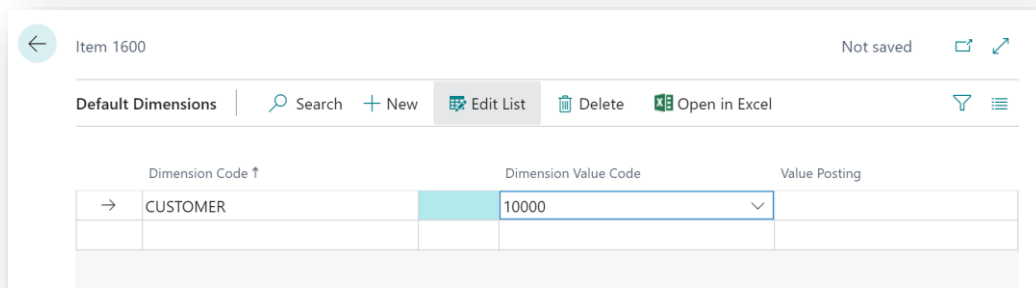 Item 1600 Not saved
Default Dimensions Search New Edit List Delete Open in Excel
Dimension Code ↑ Dimension Value Code Value Posting
CUSTOMER 10000